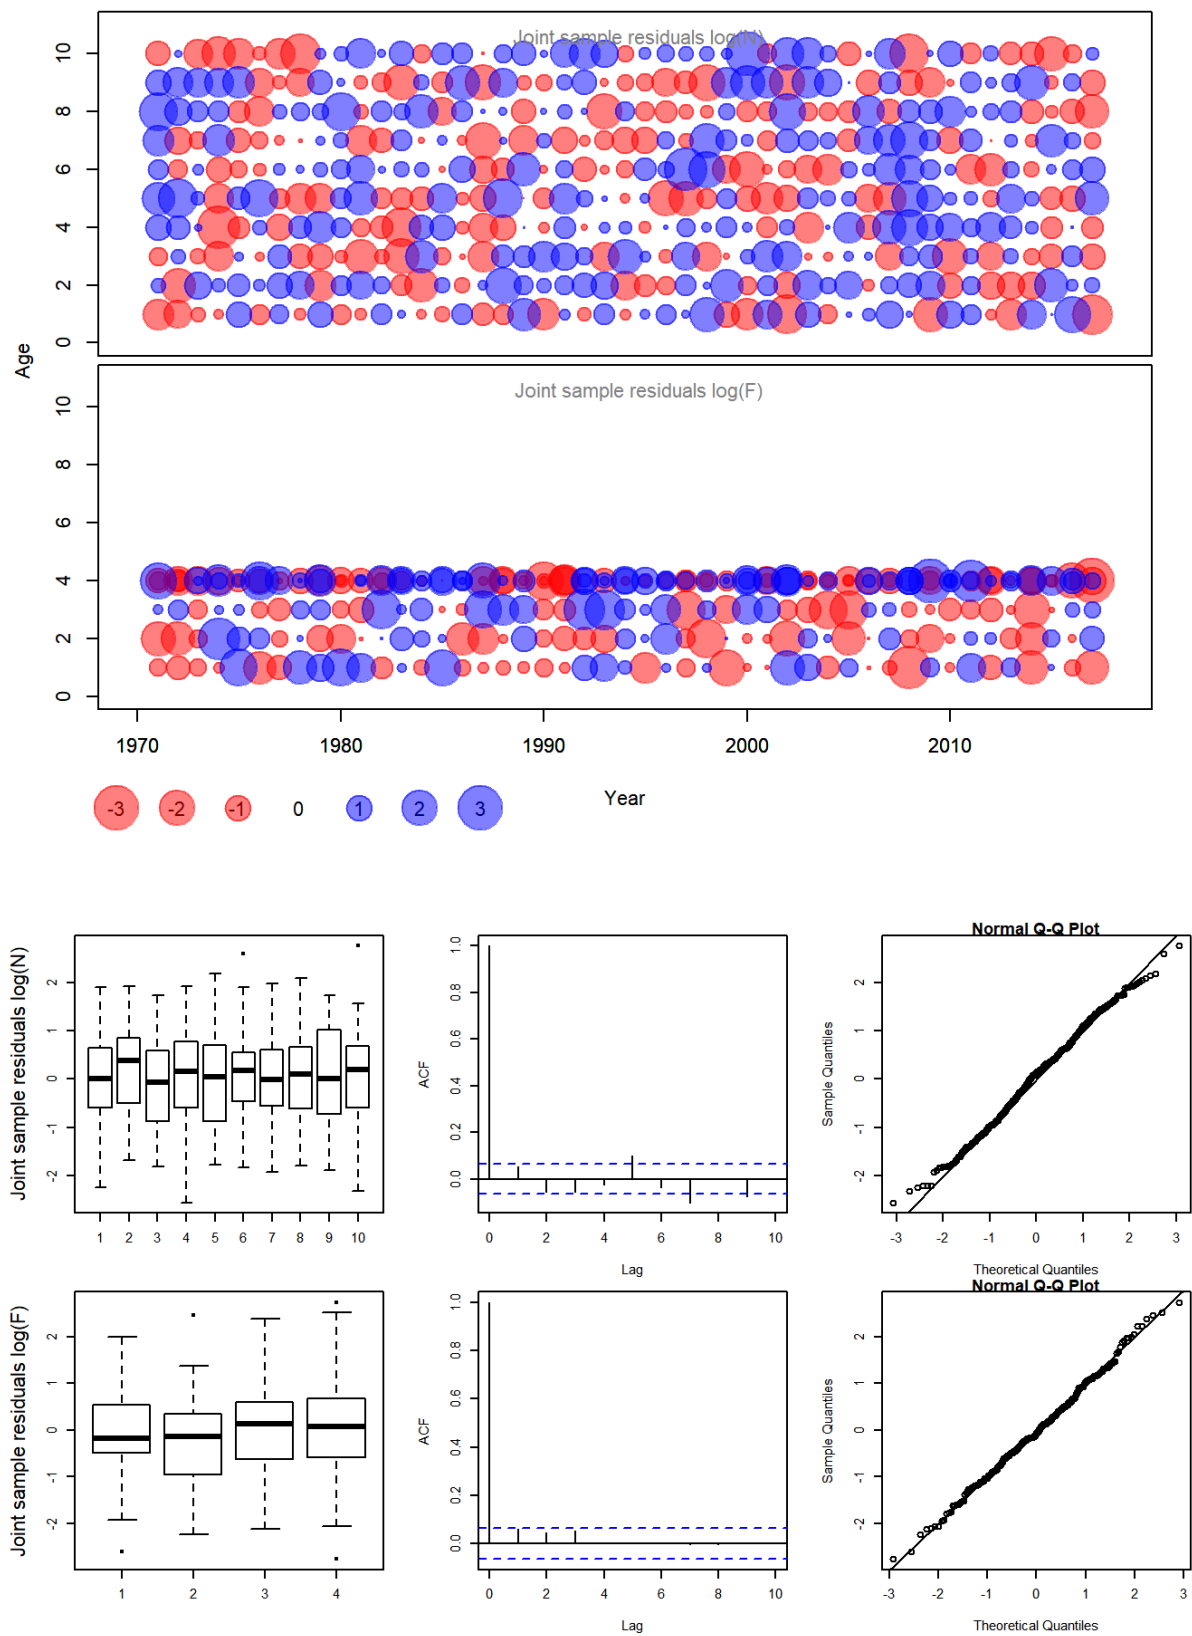 Joint sample residuals log(N)
10
8
6
4
2
0
Age
Joint sample residuals log(F)
10
8
6
4
2
0
1970 1980 1990 2000 2010
Year
-3 -2 -1 0 1 2 3
Joint sample residuals log(N)
2
1
0
-1
-2
1 2 3 4 5 6 7 8 9 10
ACF
1.0
0.8
0.6
0.4
0.2
0.0
0 2 4 6 8 10
Lag
Normal Q-Q Plot
Sample Quantiles
2
1
0
-1
-2
-3 -2 -1 0 1 2 3
Theoretical Quantiles
Joint sample residuals log(F)
2
1
0
-1
-2
1 2 3 4
ACF
1.0
0.8
0.6
0.4
0.2
0.0
0 2 4 6 8 10
Lag
Normal Q-Q Plot
Sample Quantiles
2
1
0
-1
-2
-3 -2 -1 0 1 2 3
Theoretical Quantiles